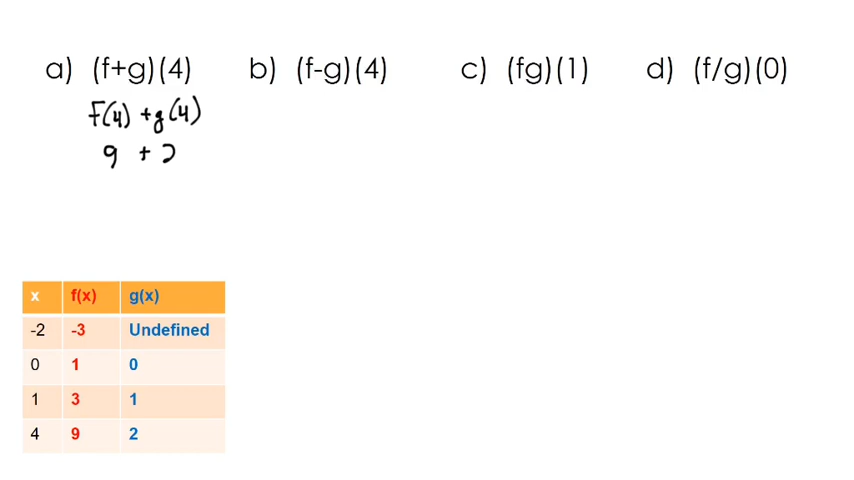 a) (f+g)(4) b) (f-g)(4) c) (fg)(1) d) (f/g)(0)
f(4) + g(4)
9 + 2
x f(x) g(x)
-2 -3 Undefined
0 1 0
1 3 1
4 9 2